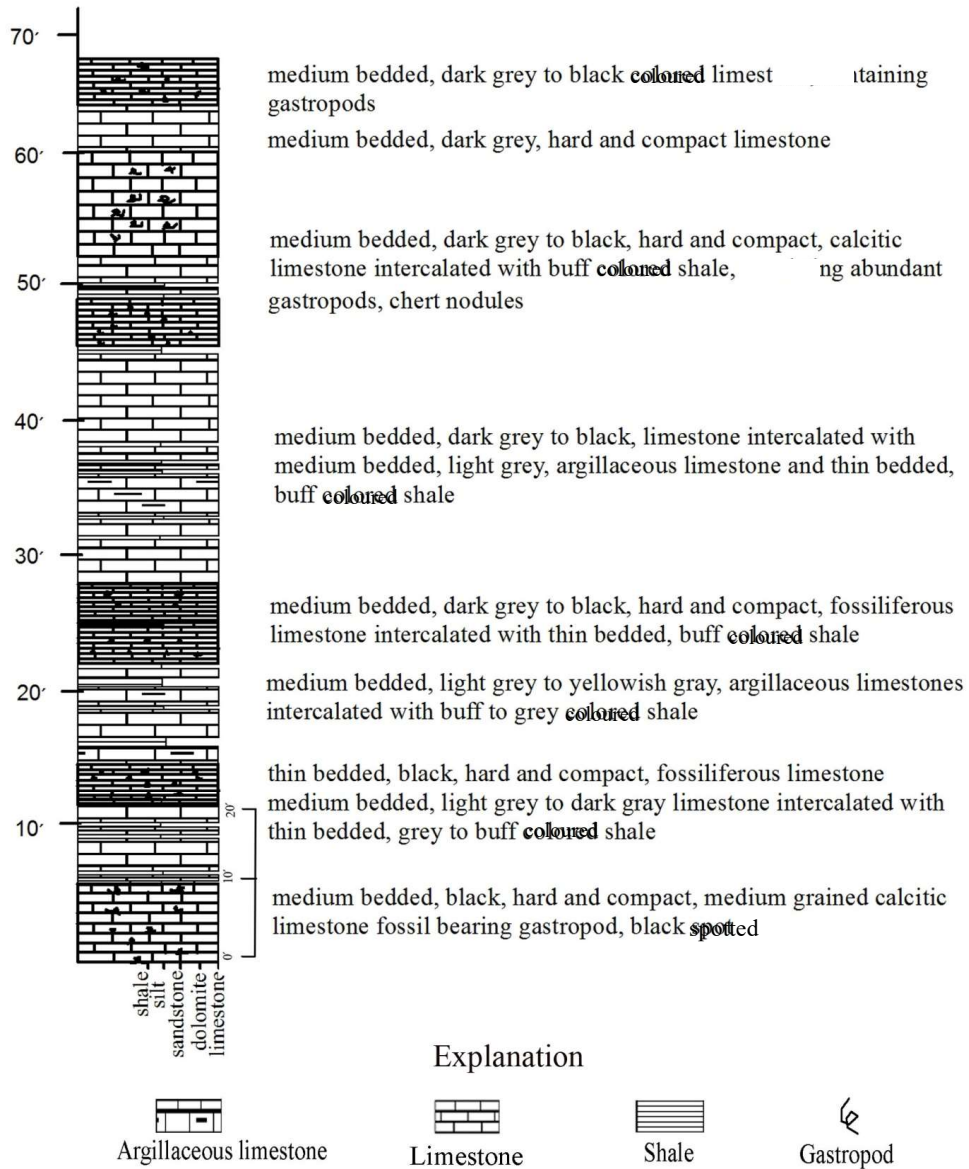 70′
medium bedded, dark grey to black coloured limest taining
gastropods
medium bedded, dark grey, hard and compact limestone
60′
medium bedded, dark grey to black, hard and compact, calcitic
limestone intercalated with buff coloured shale, ng abundant
gastropods, chert nodules
50′
40′
medium bedded, dark grey to black, limestone intercalated with
medium bedded, light grey, argillaceous limestone and thin bedded,
buff coloured shale
30′
medium bedded, dark grey to black, hard and compact, fossiliferous
limestone intercalated with thin bedded, buff coloured shale
medium bedded, light grey to yellowish gray, argillaceous limestones
intercalated with buff to grey coloured shale
20′
thin bedded, black, hard and compact, fossiliferous limestone
medium bedded, light grey to dark gray limestone intercalated with
thin bedded, grey to buff coloured shale
10′
20′
10′
0′
medium bedded, black, hard and compact, medium grained calcitic
limestone fossil bearing gastropod, black spotted
shale
silt
sandstone
dolomite
limestone
Explanation
Argillaceous limestone
Limestone
Shale
Gastropod